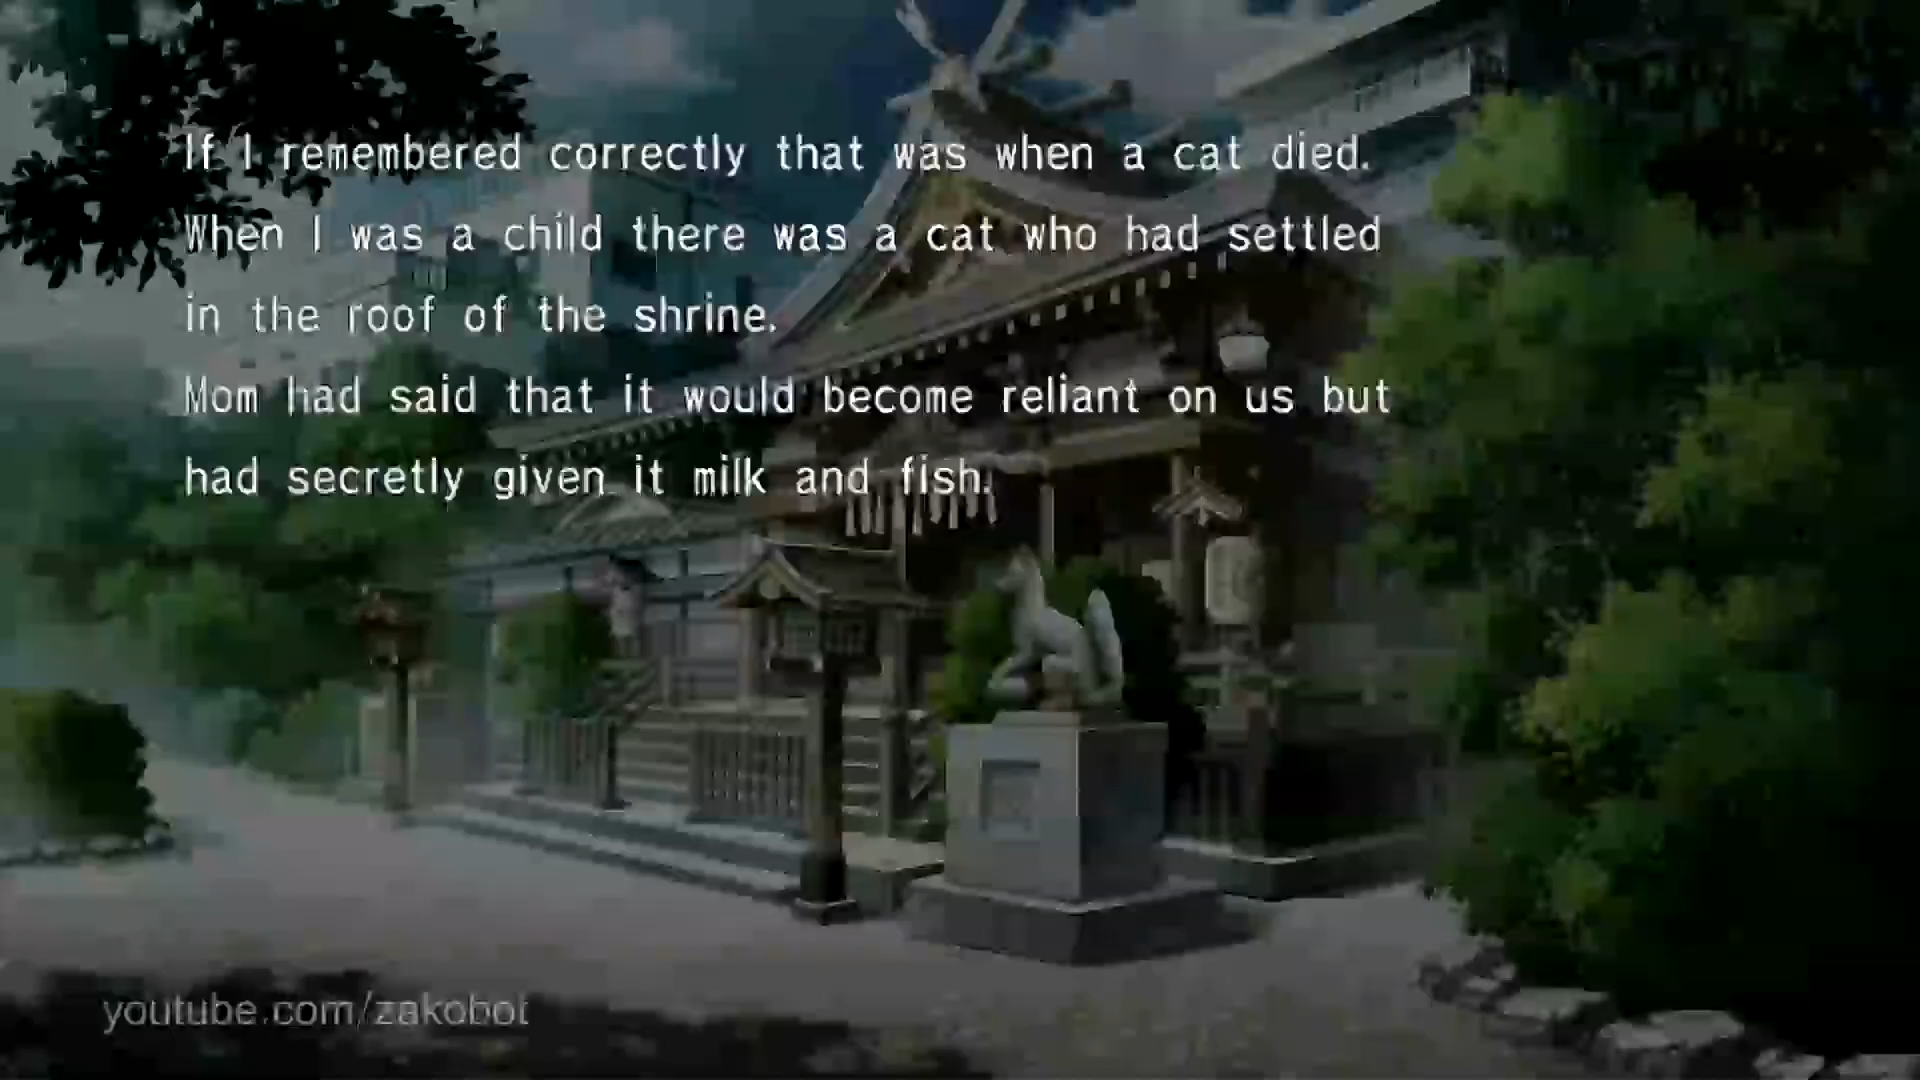 If I remembered correctly that was when a cat died.
When I was a child there was a cat who had settled
in the roof of the shrine.
Mom had said that it would become reliant on us but
had secretly given it milk and fish.
youtube.com/zakobot